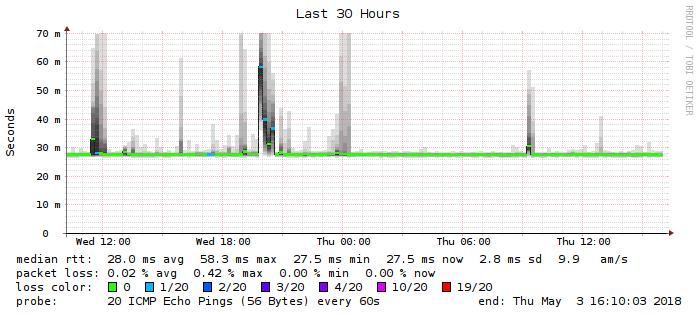 Last 30 Hours
RRDTOOL / TOBI OETIKER
Seconds
70 m
60 m
50 m
40 m
30 m
20 m
10 m
0
Wed 12:00 Wed 18:00 Thu 00:00 Thu 06:00 Thu 12:00
median rtt: 28.0 ms avg 58.3 ms max 27.5 ms min 27.5 ms now 2.8 ms sd 9.9 am/s
packet loss: 0.02 % avg 0.42 % max 0.00 % min 0.00 % now
loss color: 0 1/20 2/20 3/20 4/20 10/20 19/20
probe: 20 ICMP Echo Pings (56 Bytes) every 60s end: Thu May 3 16:10:03 2018